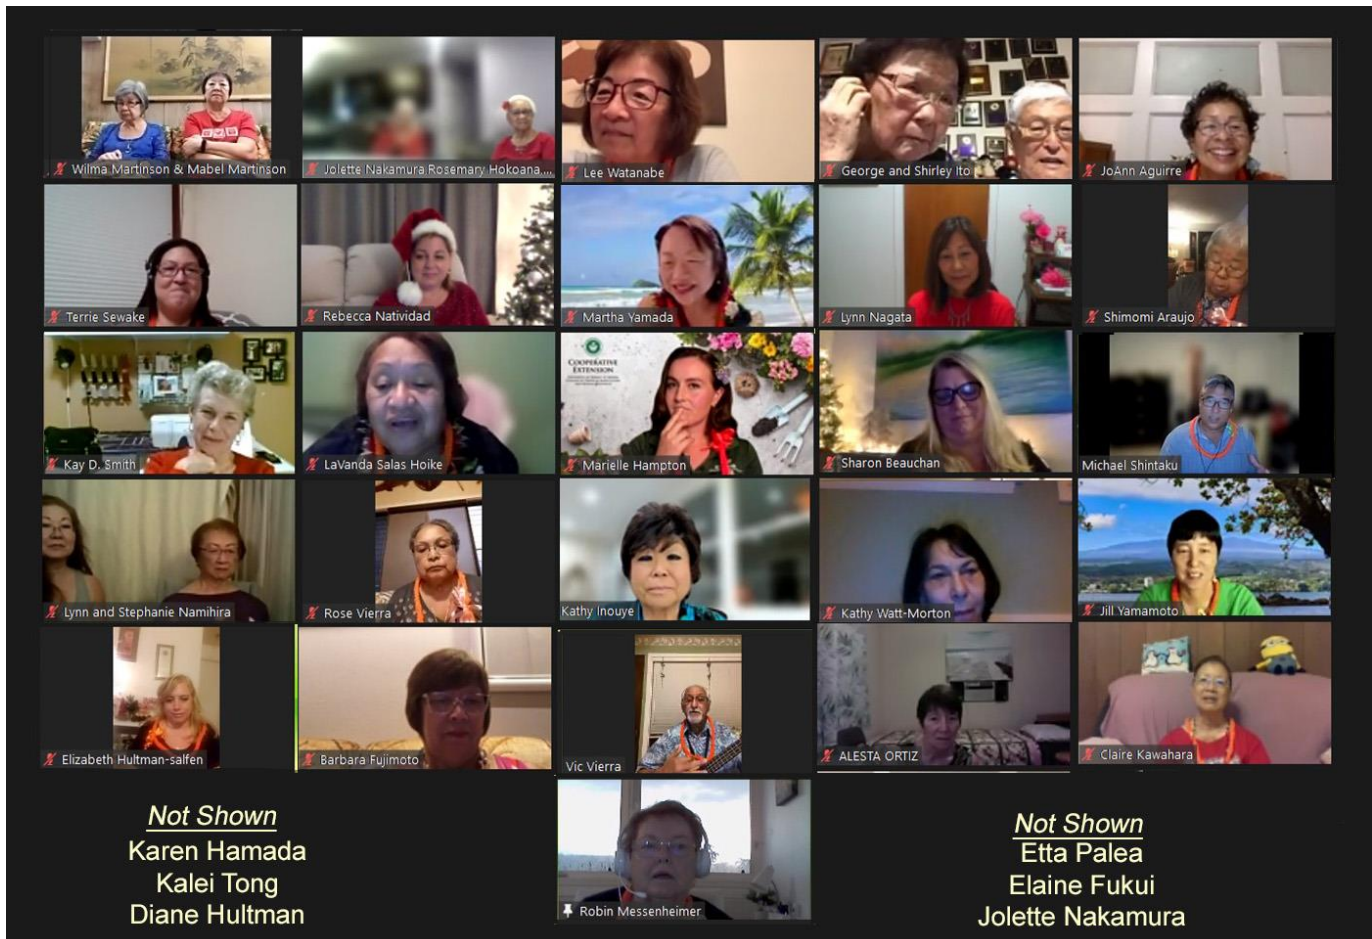 Wilma Martinson & Mabel Martinson
Jolette Nakamura Rosemary Hokoana....
Lee Watanabe
George and Shirley Ito
JoAnn Aguirre
Terrie Sewake
Rebecca Natividad
Martha Yamada
Lynn Nagata
Shimomi Araujo
Kay D. Smith
LaVanda Salas Hoike
COOPERATIVE
EXTENSION
Marielle Hampton
Sharon Beauchan
Michael Shintaku
Lynn and Stephanie Namihira
Rose Vierra
Kathy Inouye
Kathy Watt-Morton
Jill Yamamoto
Elizabeth Hultman-salfen
Barbara Fujimoto
Vic Vierra
ALESTA ORTIZ
Claire Kawahara
Not Shown
Karen Hamada
Kalei Tong
Diane Hultman
Robin Messenheimer
Not Shown
Etta Palea
Elaine Fukui
Jolette Nakamura